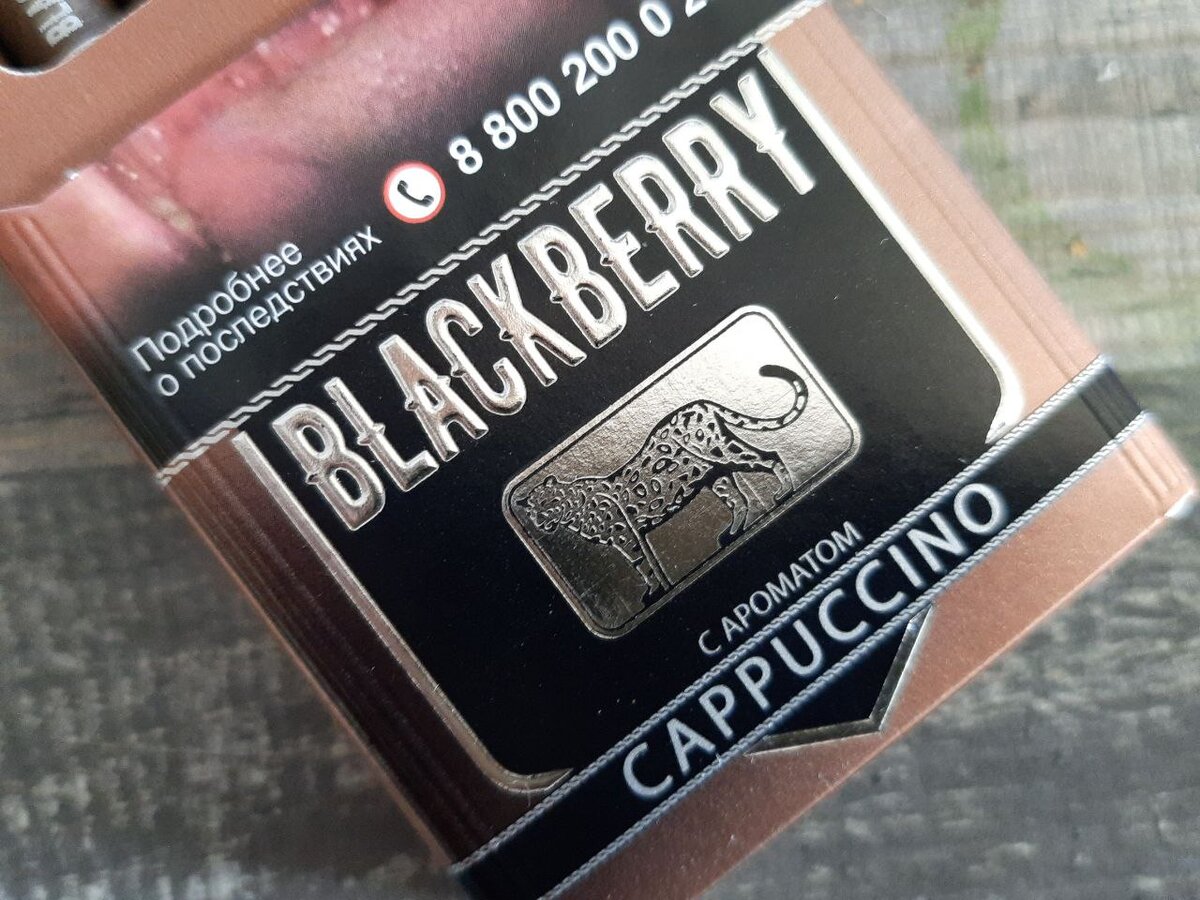 8 800 200 0
Подробнее
о последствиях
BLACKBERRY
С АРОМАТОМ
CAPPUCCINO